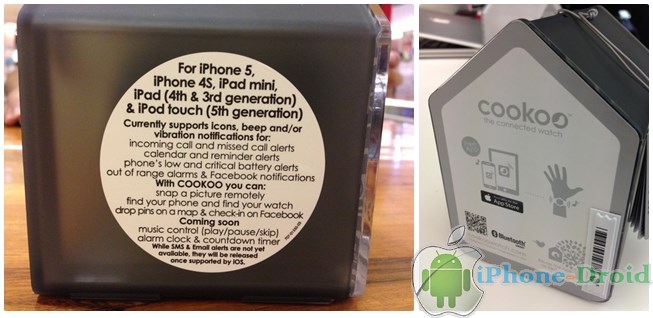 For iPhone 5,
iPhone 4S, iPad mini,
iPad (4th & 3rd generation)
& iPod touch (5th generation)
Currently supports icons, beep and/or
vibration notifications for:
incoming call and missed call alerts
calendar and reminder alerts
phone's low and critical battery alerts
out of range alarms & Facebook notifications
With COOKOO you can:
snap a picture remotely
find your phone and find your watch
drop pins on a map & check-in on Facebook
Coming soon
music control (play/pause/skip)
alarm clock & countdown timer
While SMS & Email alerts are not yet
available, they will be released
once supported by iOS.
cookoo
the connected watch
App Store
Bluetooth
iPhone-Droid